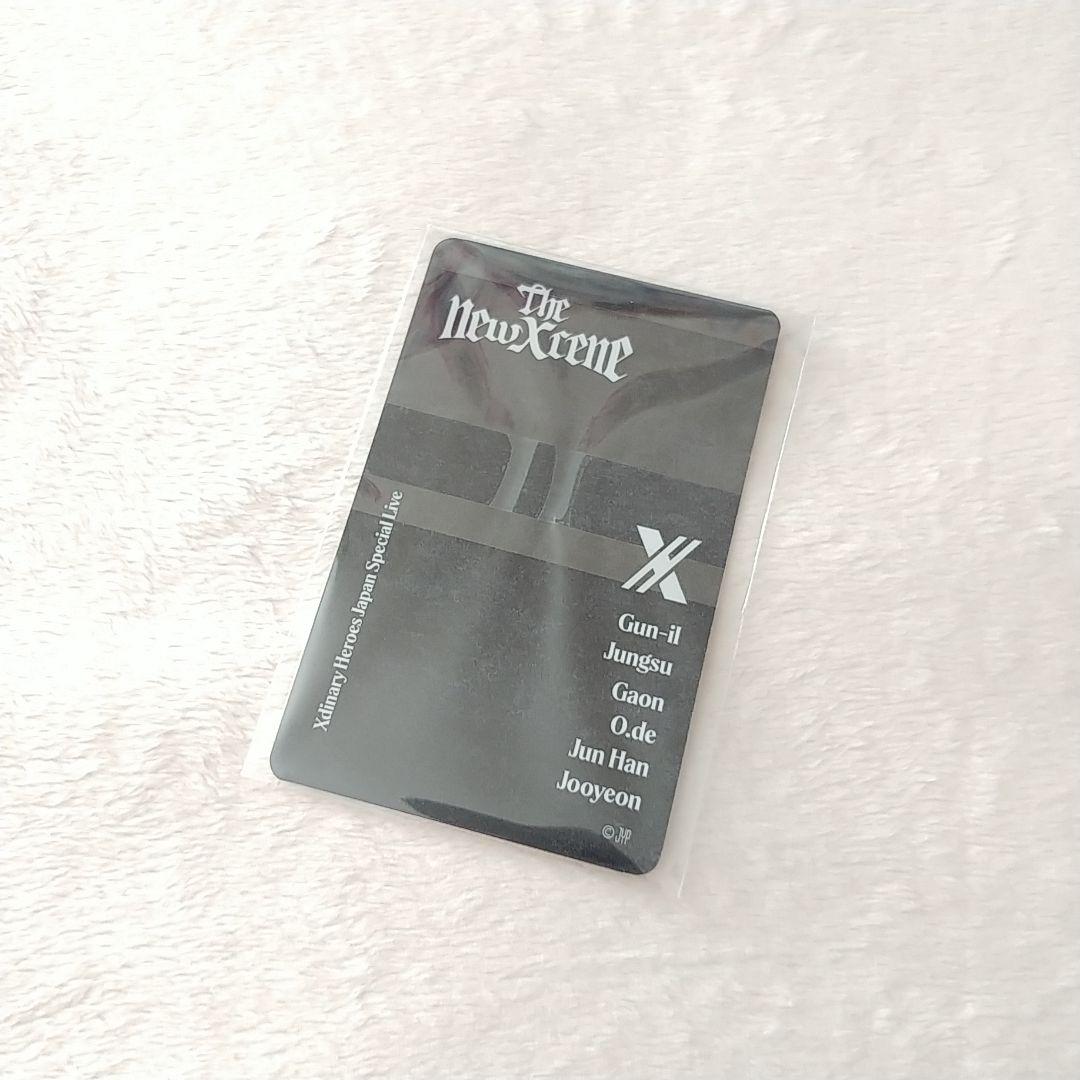 The
NewXcene
Xdinary Heroes Japan Special Live
X
Gun-il
Jungsu
Gaon
O.de
Jun Han
Jooyeon
© JYP